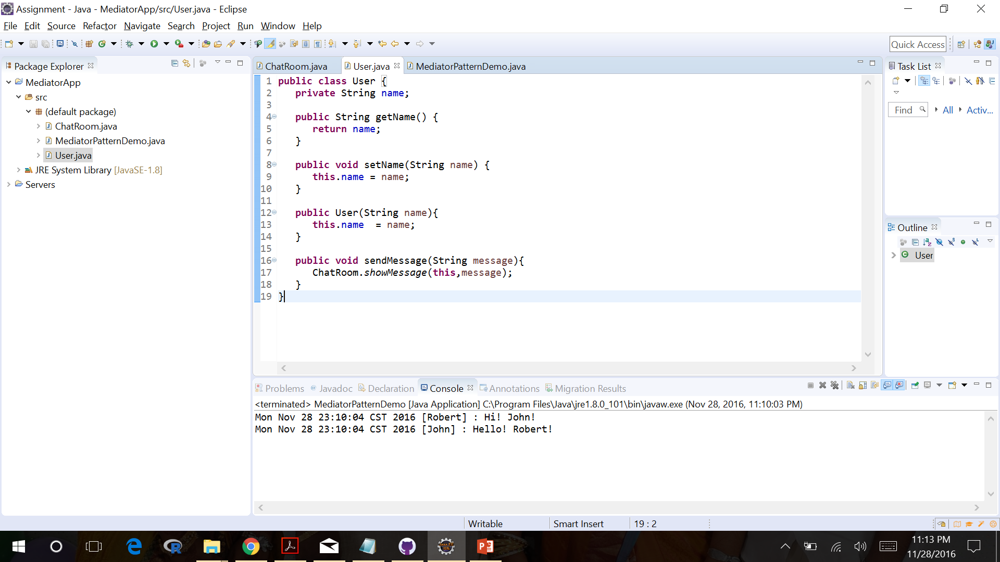 Assignment - Java - MediatorApp/src/User.java - Eclipse
File Edit Source Refactor Navigate Search Project Run Window Help
Quick Access
Package Explorer
MediatorApp
src
(default package)
ChatRoom.java
MediatorPatternDemo.java
User.java
JRE System Library [JavaSE-1.8]
Servers
ChatRoom.java User.java MediatorPatternDemo.java
1 public class User {
2 private String name;
3
4 public String getName() {
5 return name;
6 }
7
8 public void setName(String name) {
9 this.name = name;
10 }
11
12 public User(String name){
13 this.name  = name;
14 }
15
16 public void sendMessage(String message){
17 ChatRoom.showMessage(this,message);
18 }
19 }
Task List
Find All Activ...
Outline
User
Problems @ Javadoc Declaration Console Annotations Migration Results
<terminated> MediatorPatternDemo [Java Application] C:\Program Files\Java\jre1.8.0_101\bin\javaw.exe (Nov 28, 2016, 11:10:03 PM)
Mon Nov 28 23:10:04 CST 2016 [Robert] : Hi! John!
Mon Nov 28 23:10:04 CST 2016 [John] : Hello! Robert!
Writable Smart Insert 19 : 2
11:13 PM
11/28/2016